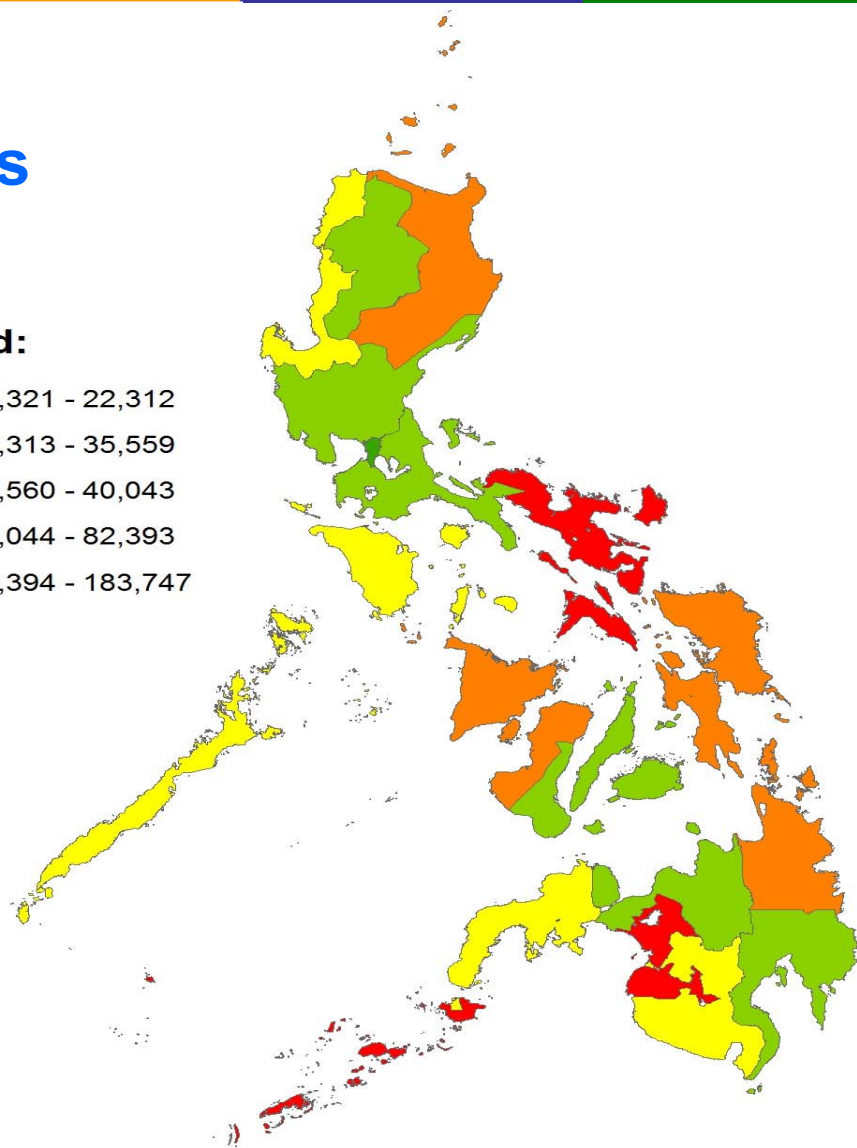 s
d:
,321 - 22,312
,313 - 35,559
,560 - 40,043
,044 - 82,393
,394 - 183,747